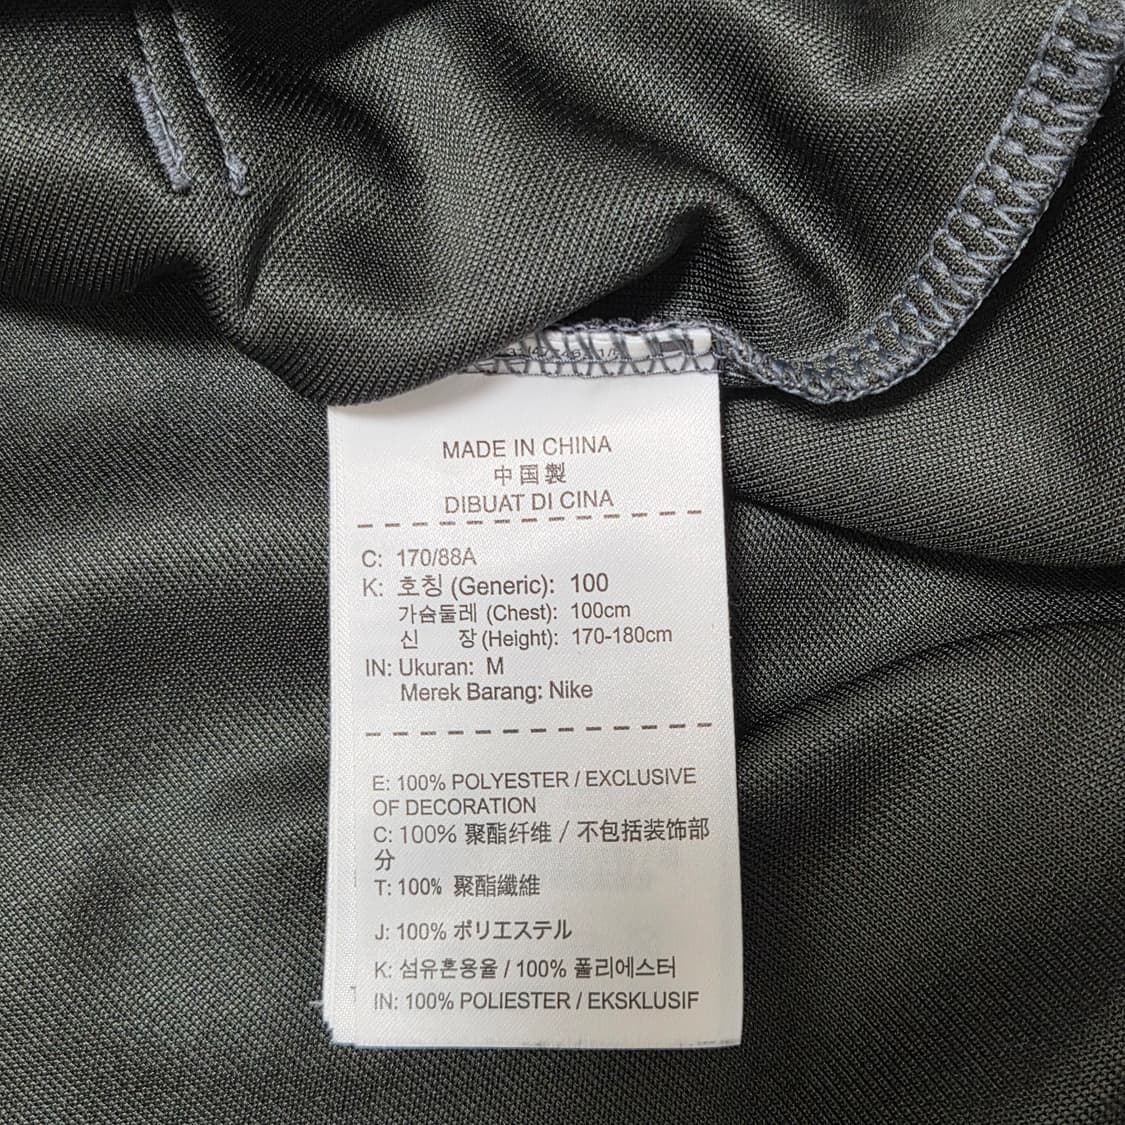 MADE IN CHINA
中国製
DIBUAT DI CINA
C: 170/88A
K: 호칭 (Generic): 100
가슴둘레 (Chest): 100cm
신 장 (Height): 170-180cm
IN: Ukuran: M
Merek Barang: Nike
E: 100% POLYESTER / EXCLUSIVE
OF DECORATION
C: 100% 聚酯纤维 / 不包括装饰部
分
T: 100% 聚酯纖維
J: 100% ポリエステル
K: 섬유혼용율 / 100% 폴리에스터
IN: 100% POLIESTER / EKSKLUSIF